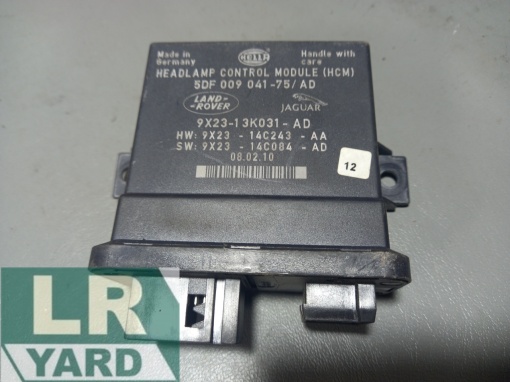 Made in
Germany
HELLA
Handle with
care
HEADLAMP CONTROL MODULE (HCM)
5DF 009 041-75/AD
LAND-
-ROVER
JAGUAR
9X23-13K031-AD
HW: 9X23 - 14C243 - AA
SW: 9X23 - 14C084 - AD
08.02.10
12
LR
YARD